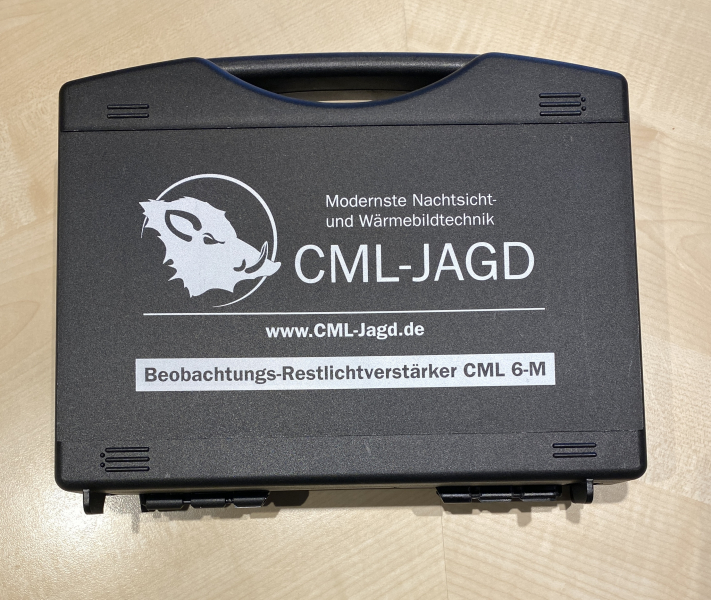 Modernste Nachtsicht-
und Wärmebildtechnik
CML-JAGD
www.CML-Jagd.de
Beobachtungs-Restlichtverstärker CML 6-M